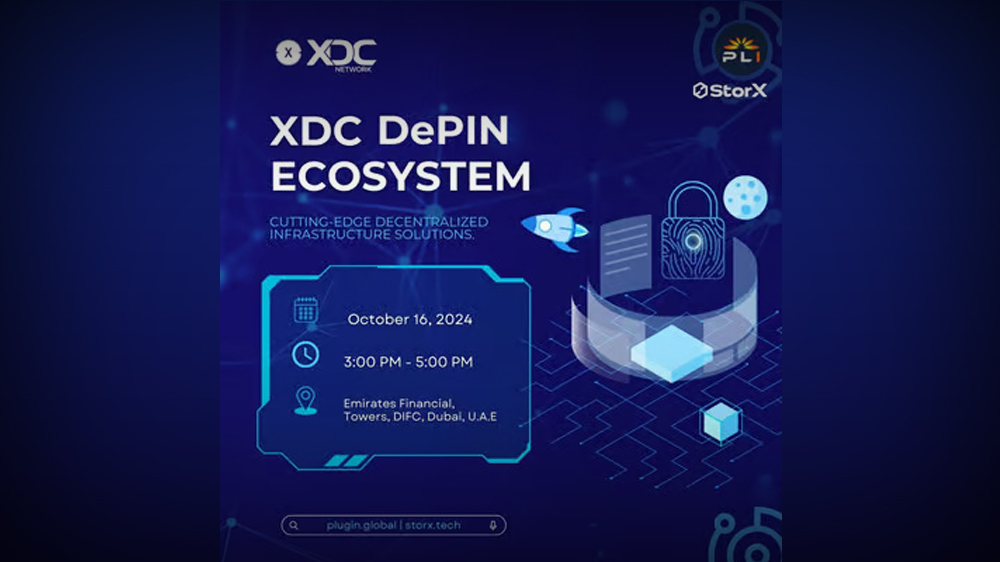 X XDC
NETWORK
PLI
StorX
XDC DePIN
ECOSYSTEM
CUTTING-EDGE DECENTRALIZED
INFRASTRUCTURE SOLUTIONS.
October 16, 2024
3:00 PM - 5:00 PM
Emirates Financial,
Towers, DIFC, Dubai, U.A.E
plugin.global | storx.tech